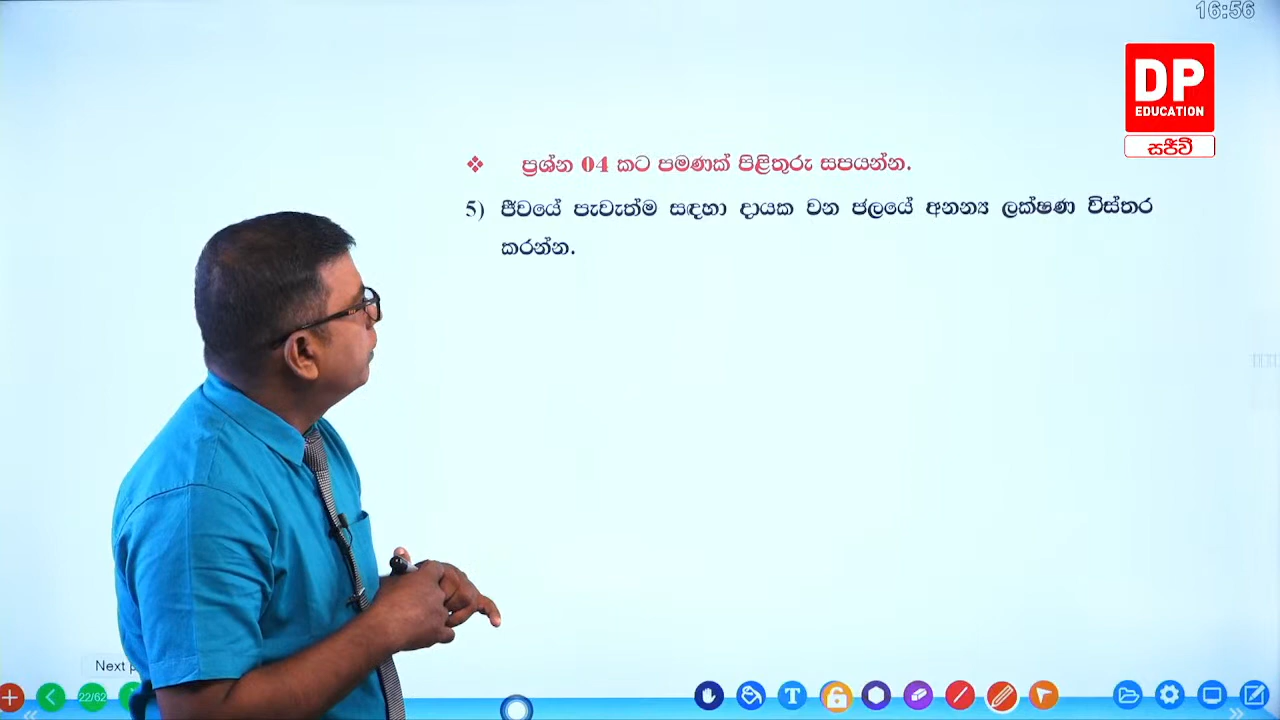 16:56
DP
EDUCATION
සජීවී
❖ ප්‍රශ්න 04 කට පමණක් පිළිතුරු සපයන්න.
5) ජීවයේ පැවැත්ම සඳහා දායක වන ජලයේ අනන්‍ය ලක්ෂණ විස්තර
කරන්න.
Next
22/62
T